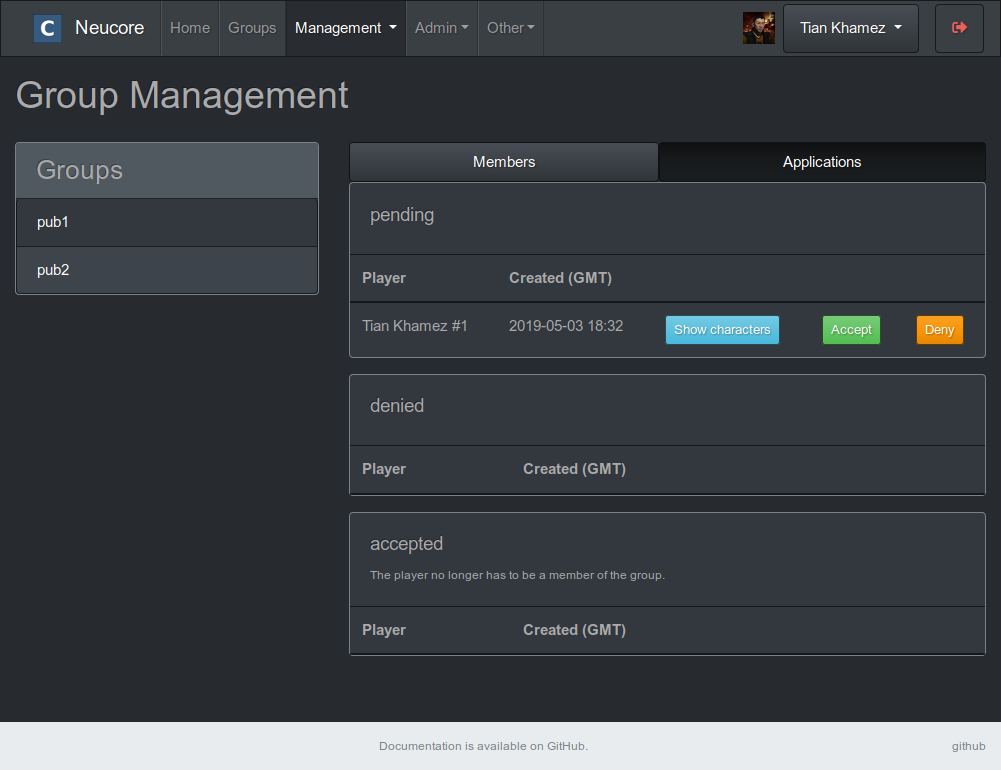 C Neucore Home Groups Management Admin Other Tian Khamez
Group Management
Groups
pub1
pub2
Members Applications
pending
Player Created (GMT)
Tian Khamez #1 2019-05-03 18:32 Show characters Accept Deny
denied
Player Created (GMT)
accepted
The player no longer has to be a member of the group.
Player Created (GMT)
Documentation is available on GitHub. github